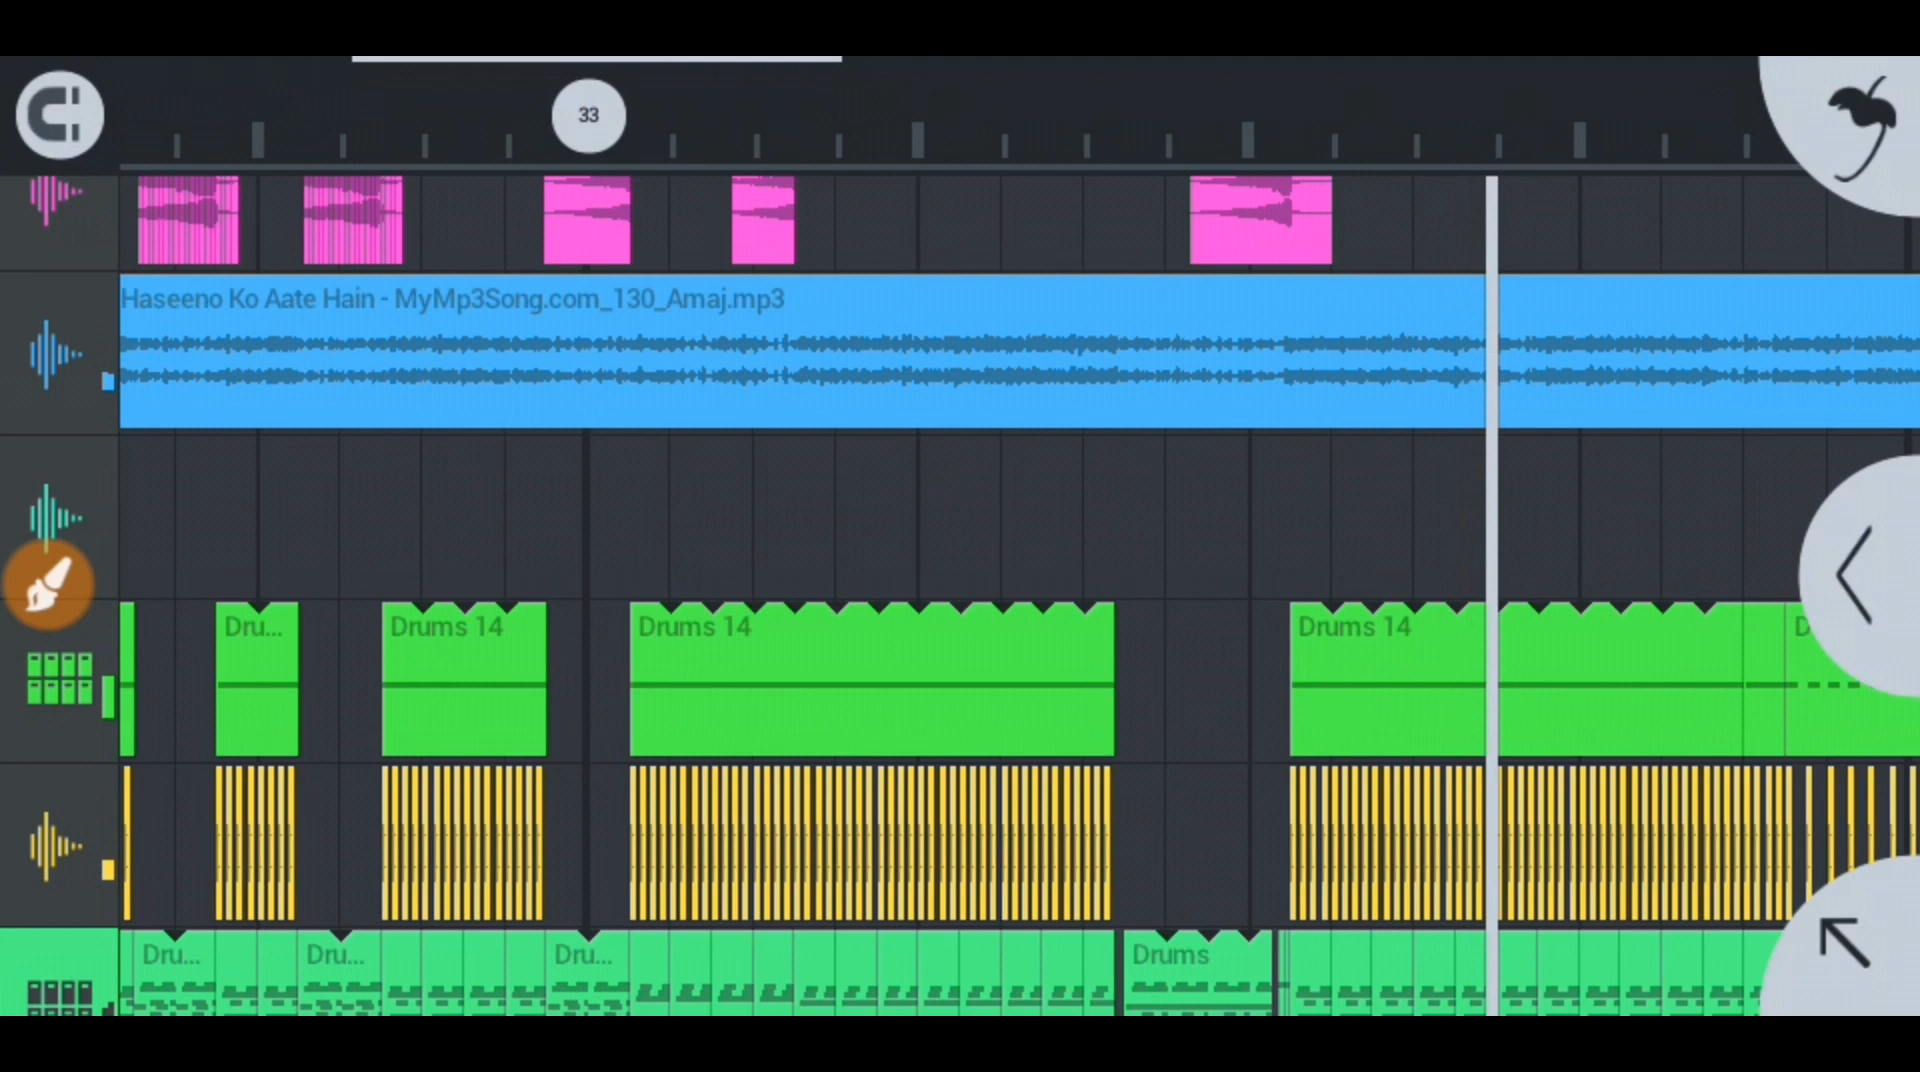 33
Haseeno Ko Aate Hain - MyMp3Song.com_130_Amaj.mp3
Dru... Drums 14 Drums 14 Drums 14 D
Dru... Dru... Dru... Drums